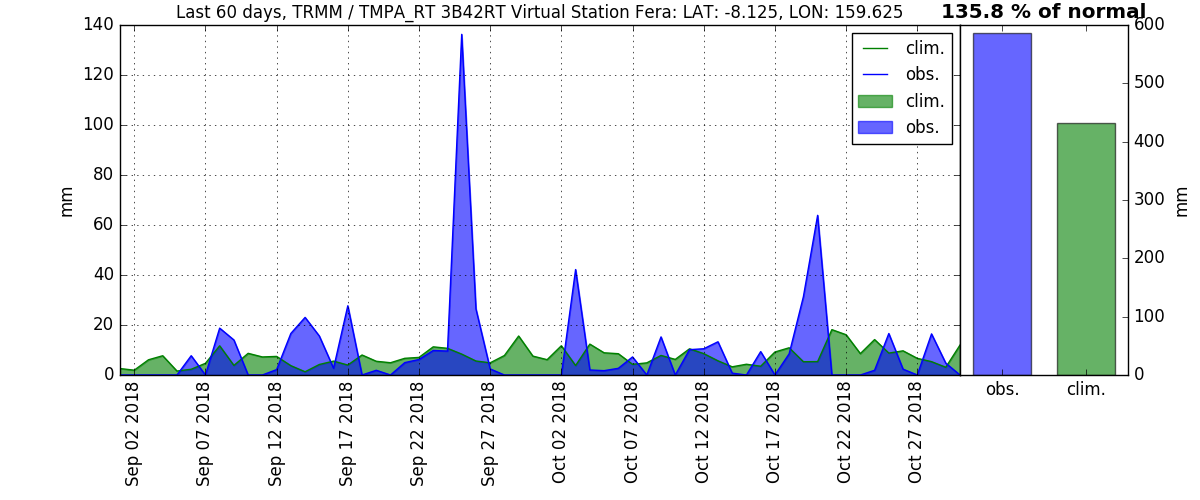 Last 60 days, TRMM / TMPA_RT 3B42RT Virtual Station Fera: LAT: -8.125, LON: 159.625
135.8 % of normal
140
120
100
80
60
40
20
0
mm
clim.
obs.
clim.
obs.
Sep 02 2018
Sep 07 2018
Sep 12 2018
Sep 17 2018
Sep 22 2018
Sep 27 2018
Oct 02 2018
Oct 07 2018
Oct 12 2018
Oct 17 2018
Oct 22 2018
Oct 27 2018
600
500
400
300
200
100
0
mm
obs.
clim.